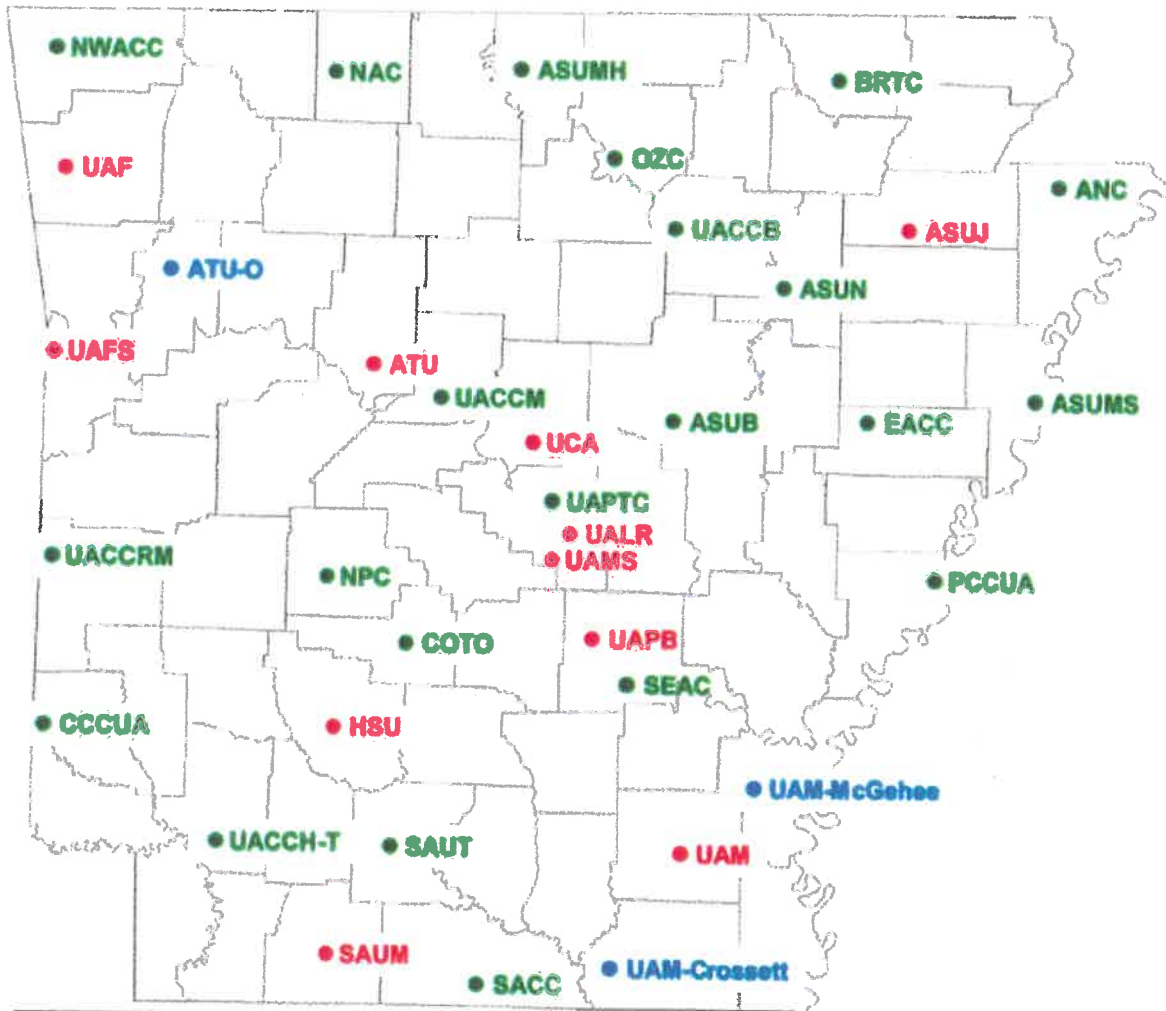 NWACC
NAC
ASUMH
BRTC
UAF
OZC
ANC
UACCB
ASUJ
ATU-O
ASUN
UAFS
ATU
UACCM
ASUMS
ASUB
EACC
UCA
UAPTC
UALR
UAMS
UACCRM
NPC
PCCUA
COTO
UAPB
SEAC
CCCUA
HSU
UAM-McGehee
UACCH-T
SAUT
UAM
SAUM
UAM-Crossett
SACC